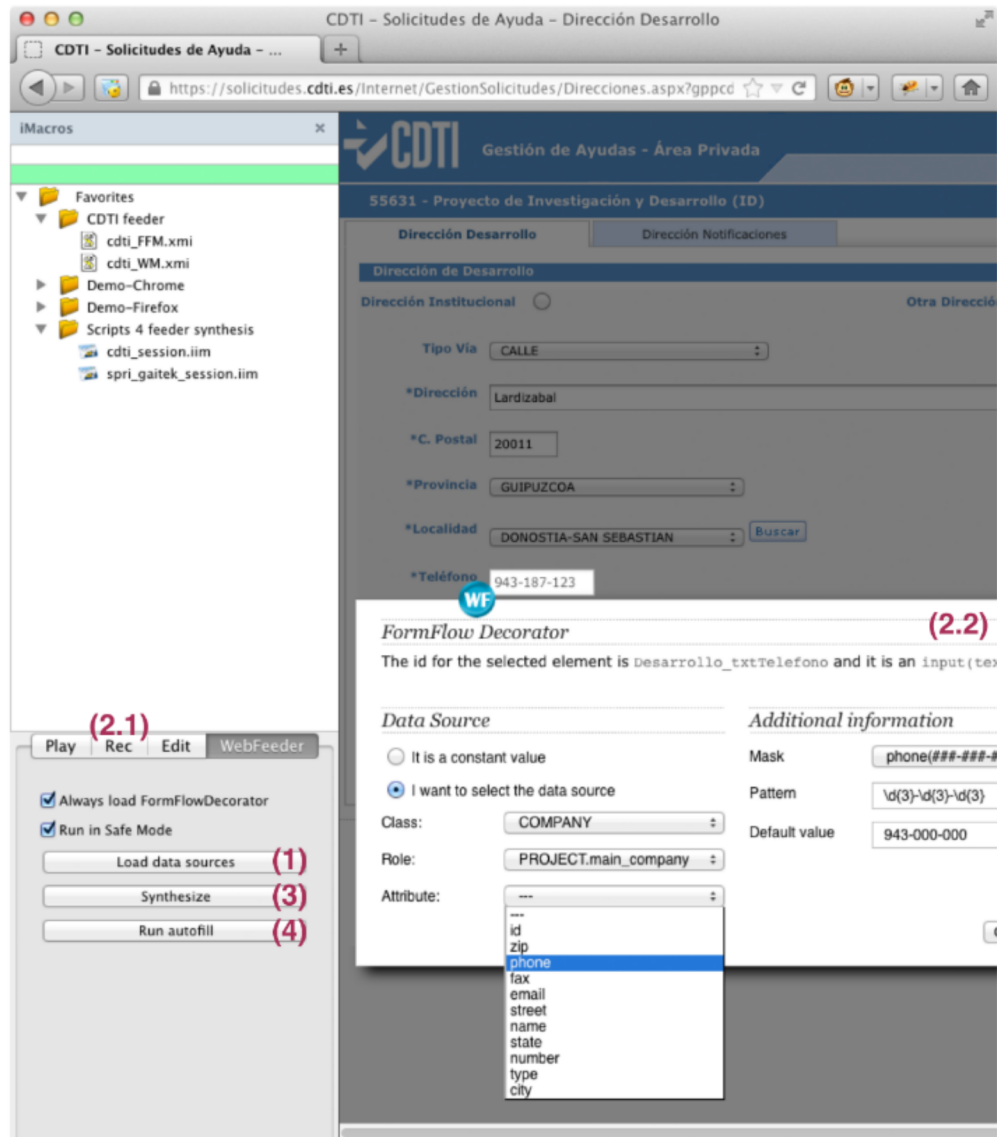 CDTI – Solicitudes de Ayuda – Dirección Desarrollo
CDTI – Solicitudes de Ayuda – ...
+
https://solicitudes.cdti.es/Internet/GestionSolicitudes/Direcciones.aspx?gppcd
iMacros
×
Favorites
CDTI feeder
cdti_FFM.xmi
cdti_WM.xmi
Demo-Chrome
Demo-Firefox
Scripts 4 feeder synthesis
cdti_session.iim
spri_gaitek_session.iim
(2.1)
Play Rec Edit WebFeeder
Always load FormFlowDecorator
Run in Safe Mode
Load data sources (1)
Synthesize (3)
Run autofill (4)
CDTI Gestión de Ayudas - Área Privada
55631 - Proyecto de Investigación y Desarrollo (ID)
Dirección Desarrollo Dirección Notificaciones
Dirección de Desarrollo
Dirección Institucional Otra Direcció
Tipo Vía CALLE
*Dirección Lardizabal
*C. Postal 20011
*Provincia GUIPUZCOA
*Localidad DONOSTIA-SAN SEBASTIAN Buscar
*Teléfono 943-187-123
WF
FormFlow Decorator (2.2)
The id for the selected element is Desarrollo_txtTelefono and it is an input(tex
Data Source
It is a constant value
I want to select the data source
Class: COMPANY
Role: PROJECT.main_company
Attribute: ---
---
id
zip
phone
fax
email
street
name
state
number
type
city
Additional information
Mask phone(###-###-#
Pattern \d{3}-\d{3}-\d{3}
Default value 943-000-000